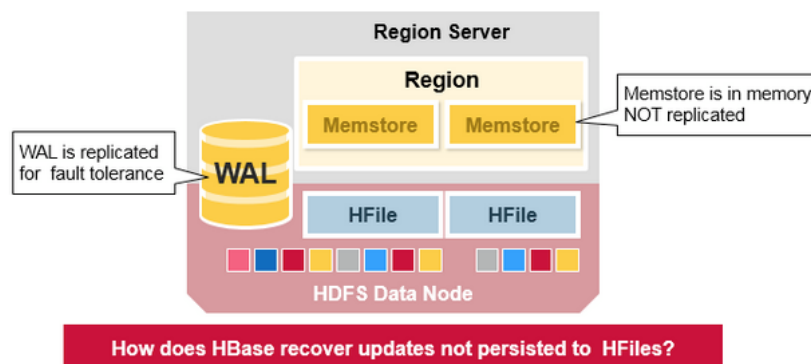 Region Server
Region
Memstore
Memstore
Memstore is in memory
NOT replicated
WAL is replicated
for fault tolerance
WAL
HFile
HFile
HDFS Data Node
How does HBase recover updates not persisted to HFiles?